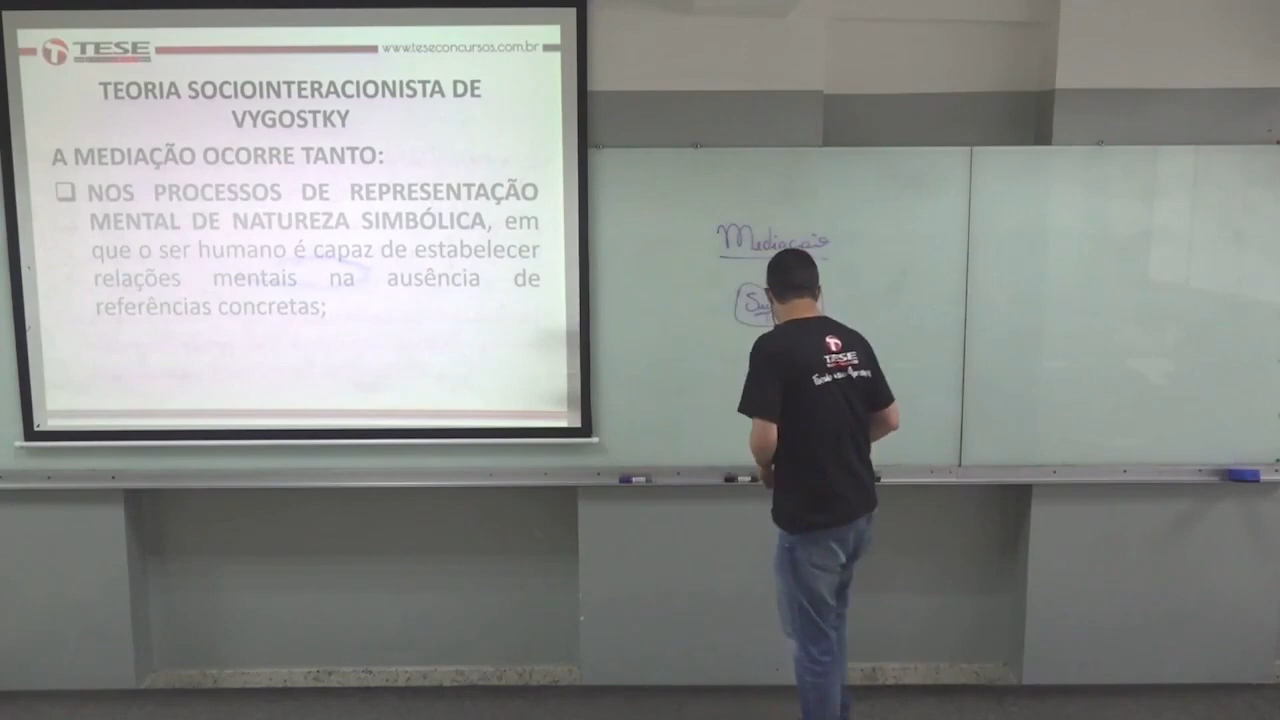 TESE
www.teseconcursos.com.br
TEORIA SOCIOINTERACIONISTA DE
VYGOSTKY
A MEDIAÇÃO OCORRE TANTO:
NOS PROCESSOS DE REPRESENTAÇÃO
MENTAL DE NATUREZA SIMBÓLICA, em
que o ser humano é capaz de estabelecer
relações mentais na ausência de
referências concretas;
TESE